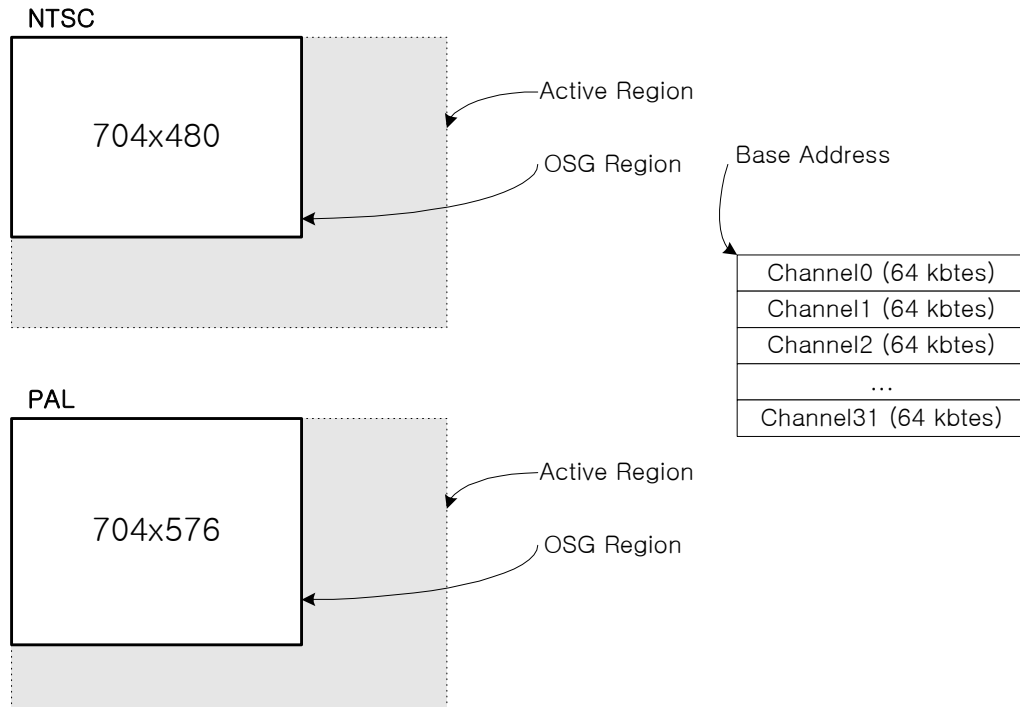 NTSC
704x480
Active Region
OSG Region
Base Address
Channel0 (64 kbtes)
Channel1 (64 kbtes)
Channel2 (64 kbtes)
...
Channel31 (64 kbtes)
PAL
704x576
Active Region
OSG Region